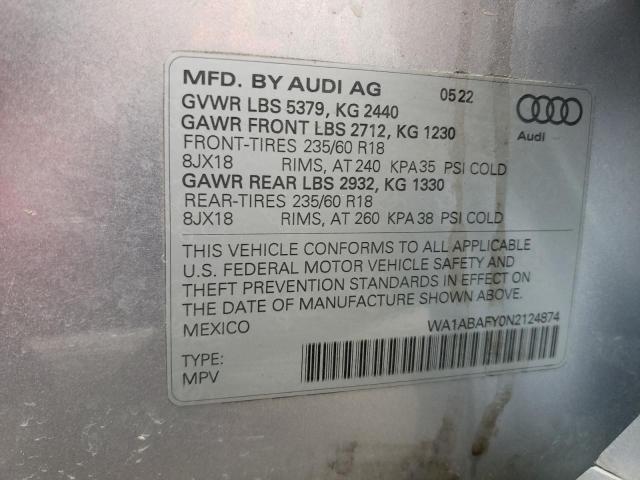 MFD. BY AUDI AG 0522
GVWR LBS 5379, KG 2440
GAWR FRONT LBS 2712, KG 1230
FRONT-TIRES 235/60 R18
8JX18 RIMS, AT 240 KPA35 PSI COLD
GAWR REAR LBS 2932, KG 1330
REAR-TIRES 235/60 R18
8JX18 RIMS, AT 260 KPA38 PSI COLD
Audi
THIS VEHICLE CONFORMS TO ALL APPLICABLE
U.S. FEDERAL MOTOR VEHICLE SAFETY AND
THEFT PREVENTION STANDARDS IN EFFECT ON
THE DATE OF MANUFACTURE SHOWN ABOVE.
MEXICO WA1ABAFY0N2124874
TYPE:
MPV